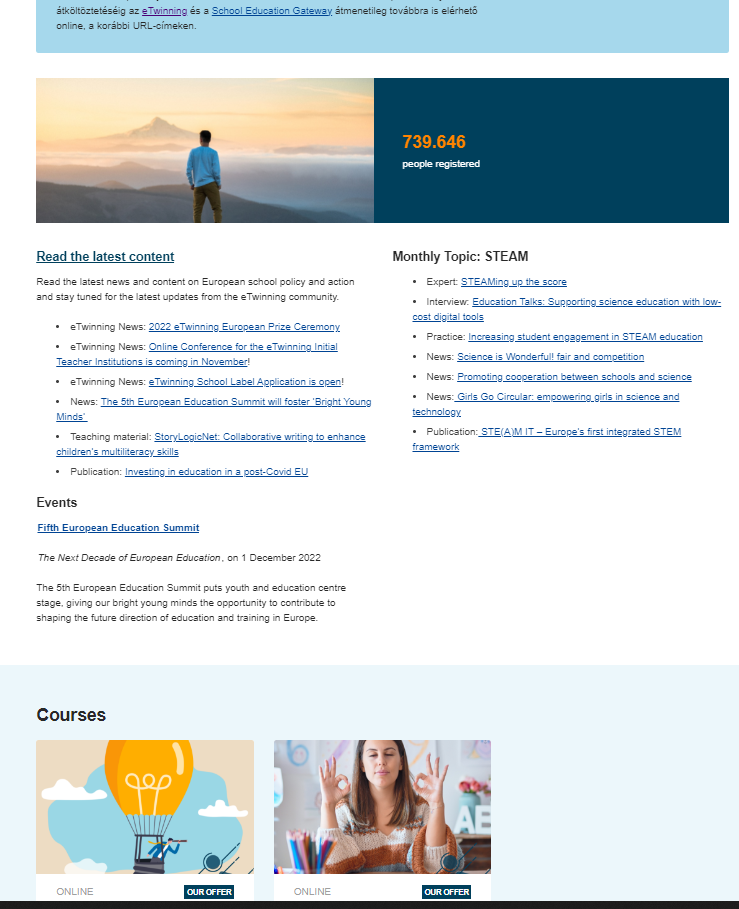 átköltöztetéséig az eTwinning és a School Education Gateway átmenetileg továbbra is elérhető
online, a korábbi URL-címeken.
739.646
people registered
Read the latest content
Read the latest news and content on European school policy and action
and stay tuned for the latest updates from the eTwinning community.
• eTwinning News: 2022 eTwinning European Prize Ceremony
• eTwinning News: Online Conference for the eTwinning Initial
Teacher Institutions is coming in November!
• eTwinning News: eTwinning School Label Application is open!
• News: The 5th European Education Summit will foster 'Bright Young
Minds'
• Teaching material: StoryLogicNet: Collaborative writing to enhance
children's multiliteracy skills
• Publication: Investing in education in a post-Covid EU
Events
Fifth European Education Summit
The Next Decade of European Education, on 1 December 2022
The 5th European Education Summit puts youth and education centre
stage, giving our bright young minds the opportunity to contribute to
shaping the future direction of education and training in Europe.
Monthly Topic: STEAM
• Expert: STEAMing up the score
• Interview: Education Talks: Supporting science education with low-
cost digital tools
• Practice: Increasing student engagement in STEAM education
• News: Science is Wonderful! fair and competition
• News: Promoting cooperation between schools and science
• News: Girls Go Circular: empowering girls in science and
technology
• Publication: STE(A)M IT – Europe's first integrated STEM
framework
Courses
ONLINE
OUR OFFER
AB
ONLINE
OUR OFFER